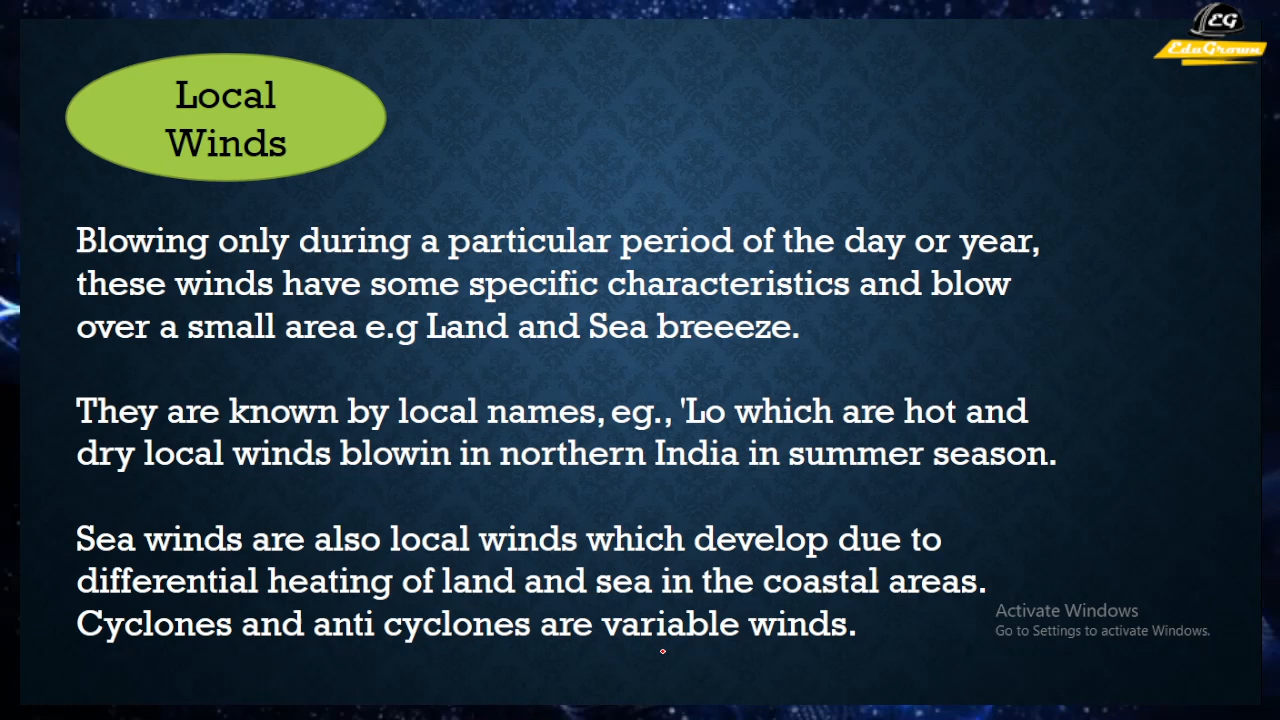 EG
EduGrown
Local
Winds
Blowing only during a particular period of the day or year,
these winds have some specific characteristics and blow
over a small area e.g Land and Sea breeeze.
They are known by local names, eg., 'Lo which are hot and
dry local winds blowin in northern India in summer season.
Sea winds are also local winds which develop due to
differential heating of land and sea in the coastal areas.
Cyclones and anti cyclones are variable winds.
Activate Windows
Go to Settings to activate Windows.